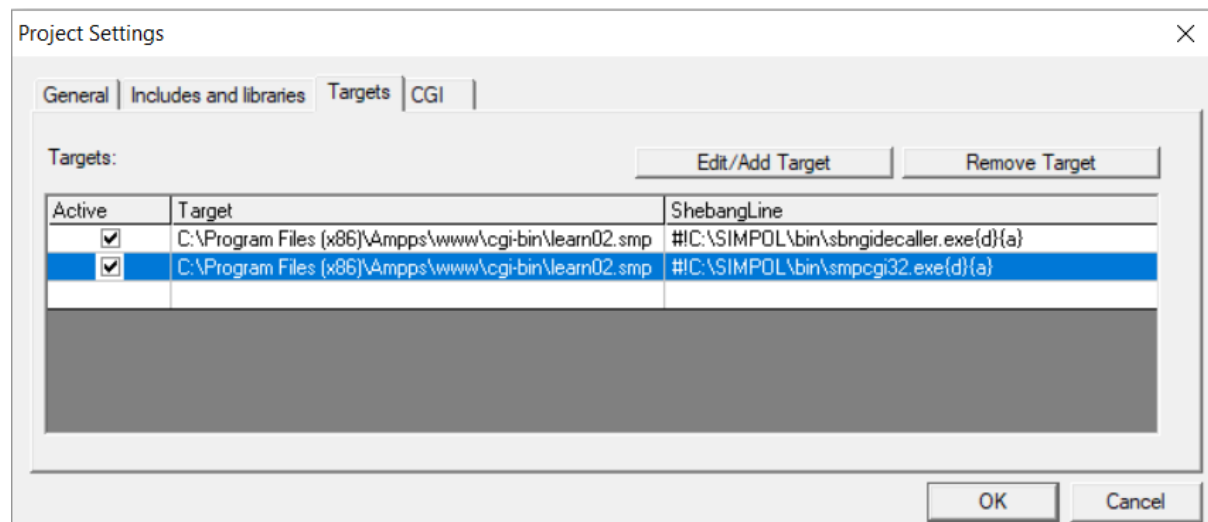 Project Settings
General Includes and libraries Targets CGI
Targets: Edit/Add Target Remove Target
Active Target ShebangLine
C:\Program Files (x86)\Ampps\www\cgi-bin\learn02.smp #!C:\SIMPOL\bin\sbngidecaller.exe{d}{a}
C:\Program Files (x86)\Ampps\www\cgi-bin\learn02.smp #!C:\SIMPOL\bin\smpcgi32.exe{d}{a}
OK Cancel